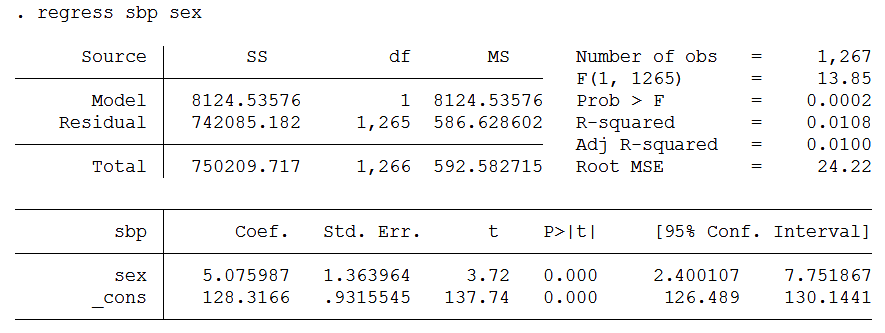 . regress sbp sex
Source SS df MS Number of obs = 1,267
F(1, 1265) = 13.85
Model 8124.53576 1 8124.53576 Prob > F = 0.0002
Residual 742085.182 1,265 586.628602 R-squared = 0.0108
Adj R-squared = 0.0100
Total 750209.717 1,266 592.582715 Root MSE = 24.22
sbp Coef. Std. Err. t P>|t| [95% Conf. Interval]
sex 5.075987 1.363964 3.72 0.000 2.400107 7.751867
_cons 128.3166 .9315545 137.74 0.000 126.489 130.1441